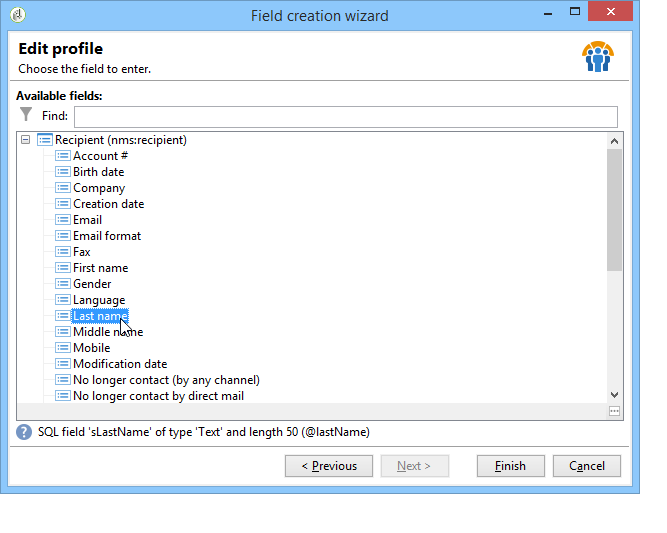 Field creation wizard
Edit profile
Choose the field to enter.
Available fields:
Find:
Recipient (nms:recipient)
Account #
Birth date
Company
Creation date
Email
Email format
Fax
First name
Gender
Language
Last name
Middle name
Mobile
Modification date
No longer contact (by any channel)
No longer contact by direct mail
SQL field 'sLastName' of type 'Text' and length 50 (@lastName)
< Previous Next > Finish Cancel